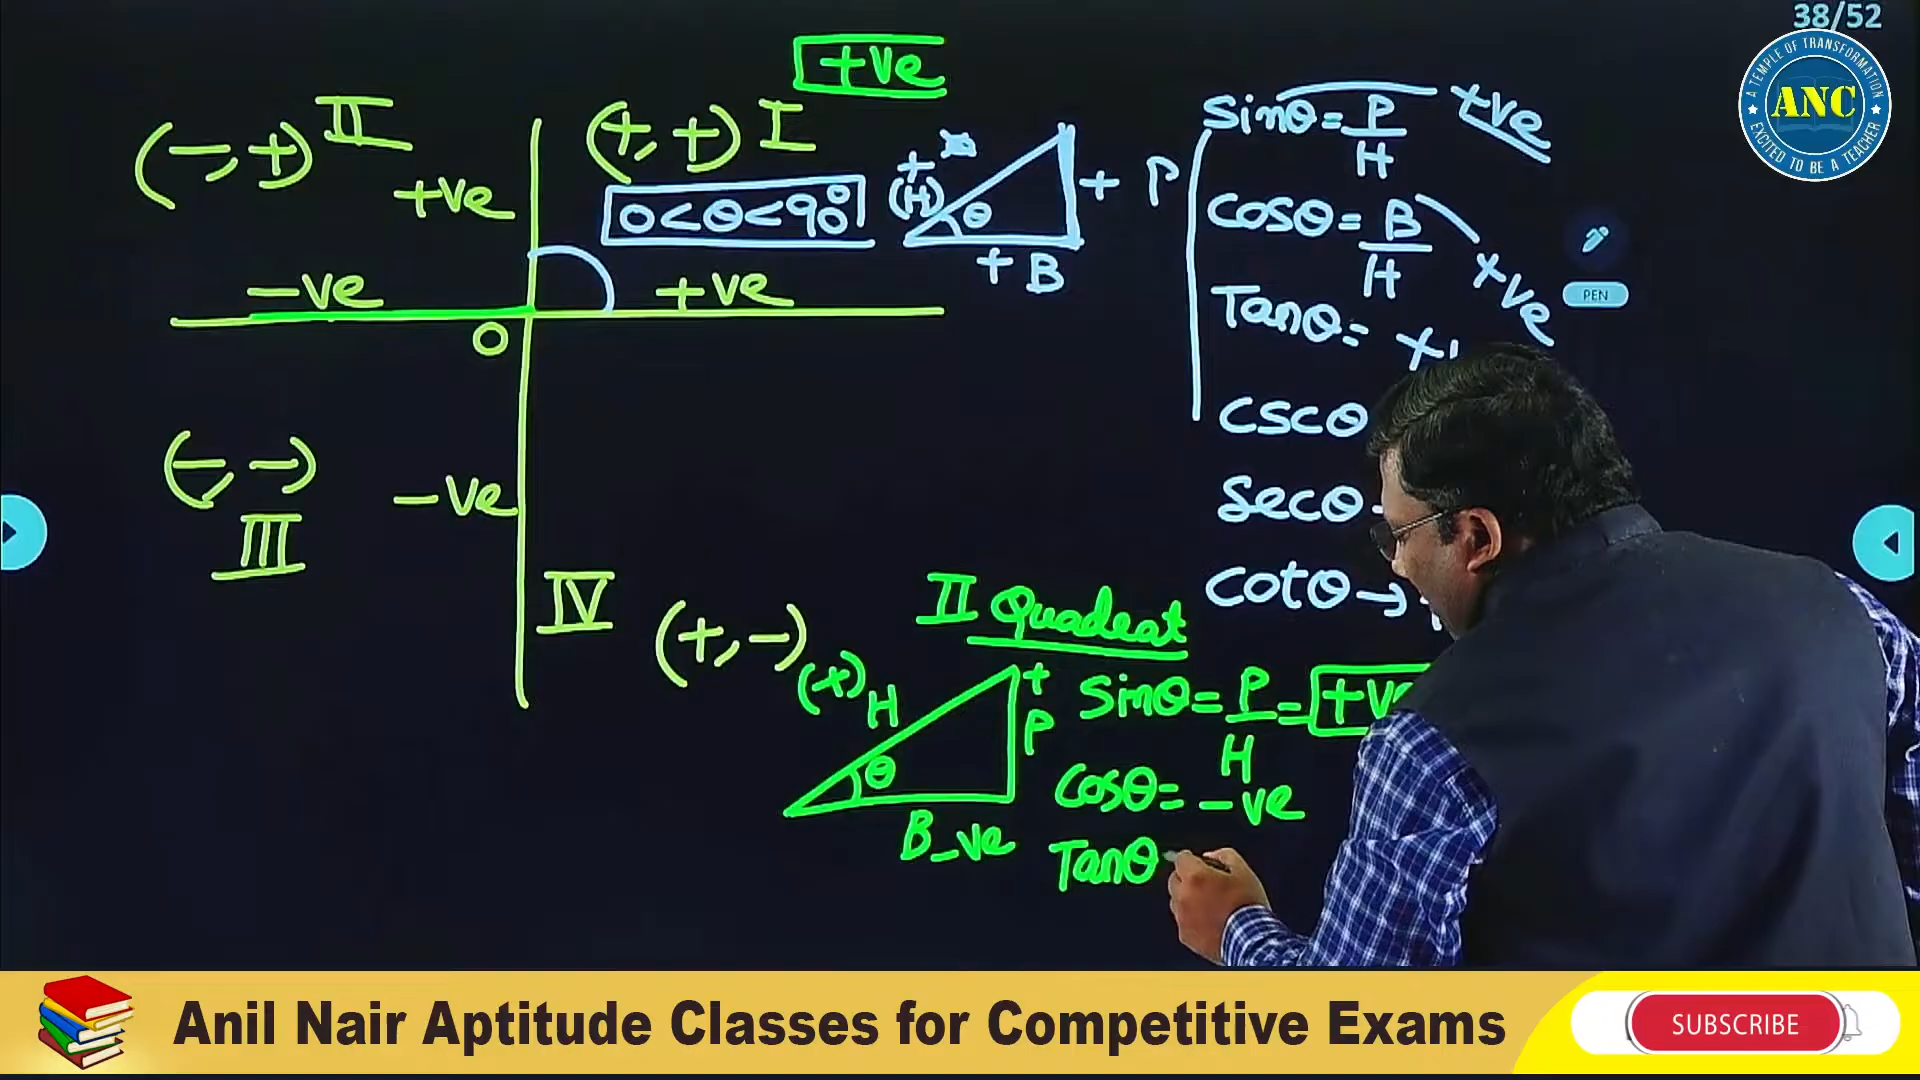 38/52
A TEMPLE OF TRANSFORMATION
ANC
EXCITED TO BE A TEACHER
+ve
(-,+) II
(+,+) I
+ve
0<θ<90°
-ve
+ve
0
+
(H)
θ
+ P
+ B
Sinθ = P/H +ve
Cosθ = B/H +ve
Tanθ = +
CSCθ
Secθ
Cotθ →
PEN
(-,-)
III
-ve
IV
(+,-)
II Quadrat
(+) H
θ
+
P
B -ve
Sinθ = P/H = +ve
Cosθ = -ve
Tanθ
Anil Nair Aptitude Classes for Competitive Exams
SUBSCRIBE